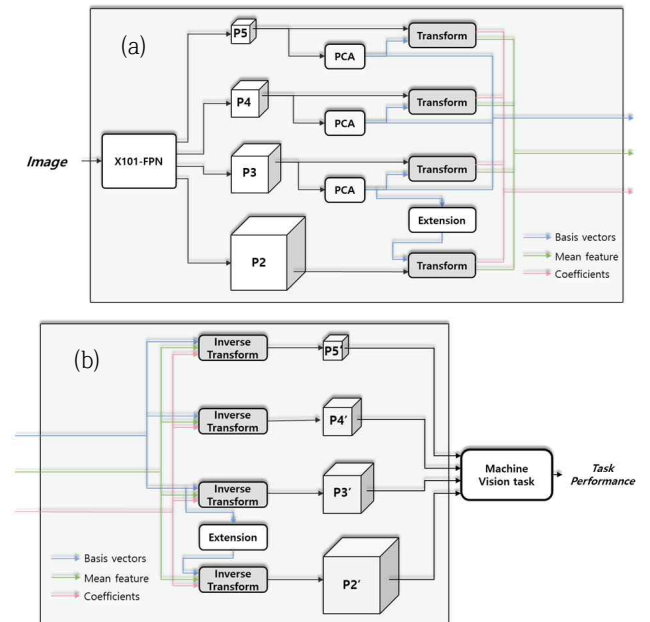 (a)
P5
Transform
PCA
P4
Transform
PCA
Image
X101-FPN
P3
Transform
PCA
Extension
P2
Transform
Basis vectors
Mean feature
Coefficients
(b)
Inverse
Transform
P5′
Inverse
Transform
P4′
Inverse
Transform
P3′
Machine
Vision task
Task
Performance
Extension
Inverse
Transform
P2′
Basis vectors
Mean feature
Coefficients